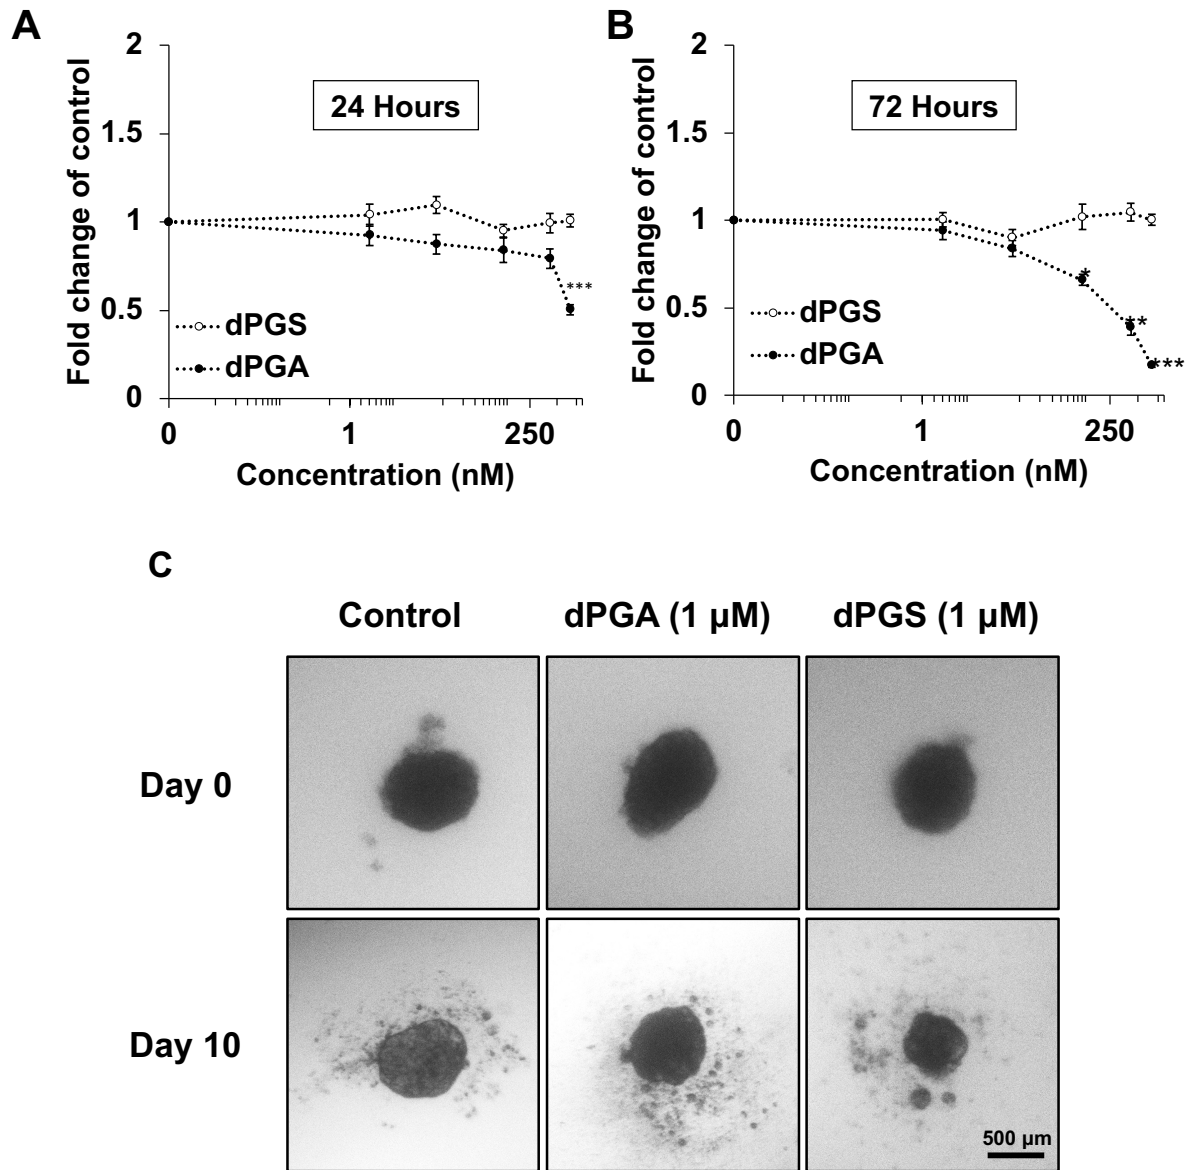 A
2
1.5
1
0.5
0
Fold change of control
24 Hours
***
dPGS
dPGA
0 1 250
Concentration (nM)
B
2
1.5
1
0.5
0
Fold change of control
72 Hours
*
**
***
dPGS
dPGA
0 1 250
Concentration (nM)
C
Control dPGA (1 µM) dPGS (1 µM)
Day 0
Day 10
500 µm